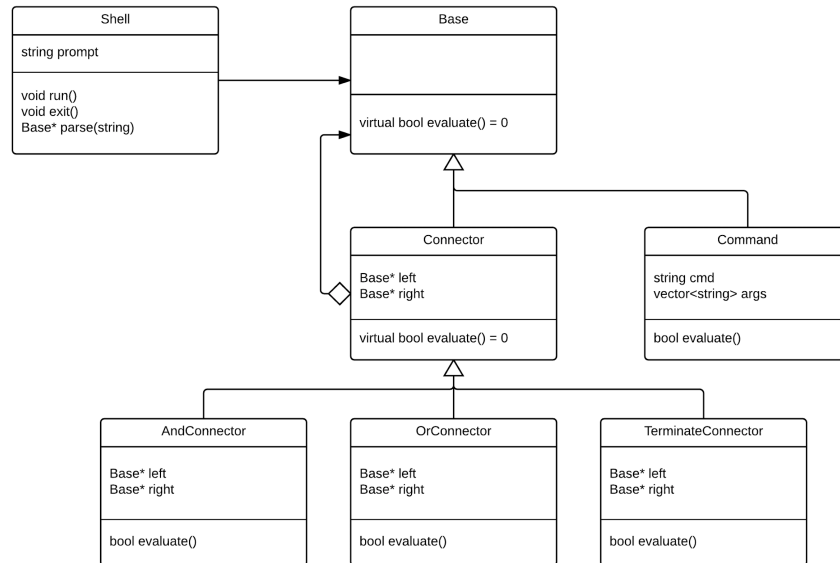 Shell
string prompt
void run()
void exit()
Base* parse(string)
Base
virtual bool evaluate() = 0
Connector
Base* left
Base* right
virtual bool evaluate() = 0
Command
string cmd
vector<string> args
bool evaluate()
AndConnector
Base* left
Base* right
bool evaluate()
OrConnector
Base* left
Base* right
bool evaluate()
TerminateConnector
Base* left
Base* right
bool evaluate()